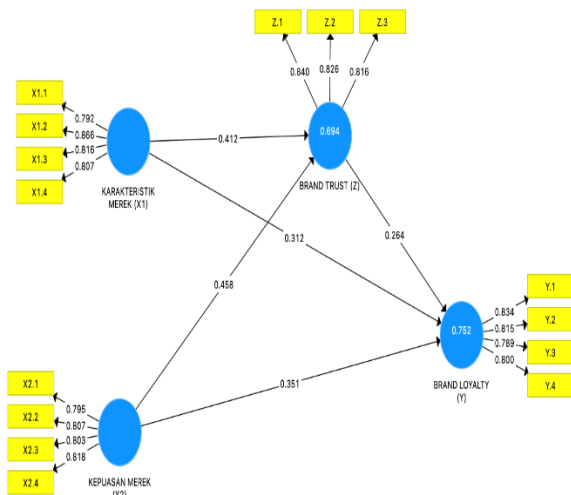 Z.1
Z.2
Z.3
0.840
0.826
0.816
X1.1
X1.2
X1.3
X1.4
0.792
0.866
0.816
0.807
KARAKTERISTIK
MEREK (X1)
0.412
0.694
BRAND TRUST (Z)
0.312
0.264
0.458
0.351
0.752
BRAND LOYALTY
(Y)
0.834
0.815
0.789
0.800
Y.1
Y.2
Y.3
Y.4
X2.1
X2.2
X2.3
X2.4
0.795
0.807
0.803
0.818
KEPUASAN MEREK
(X2)